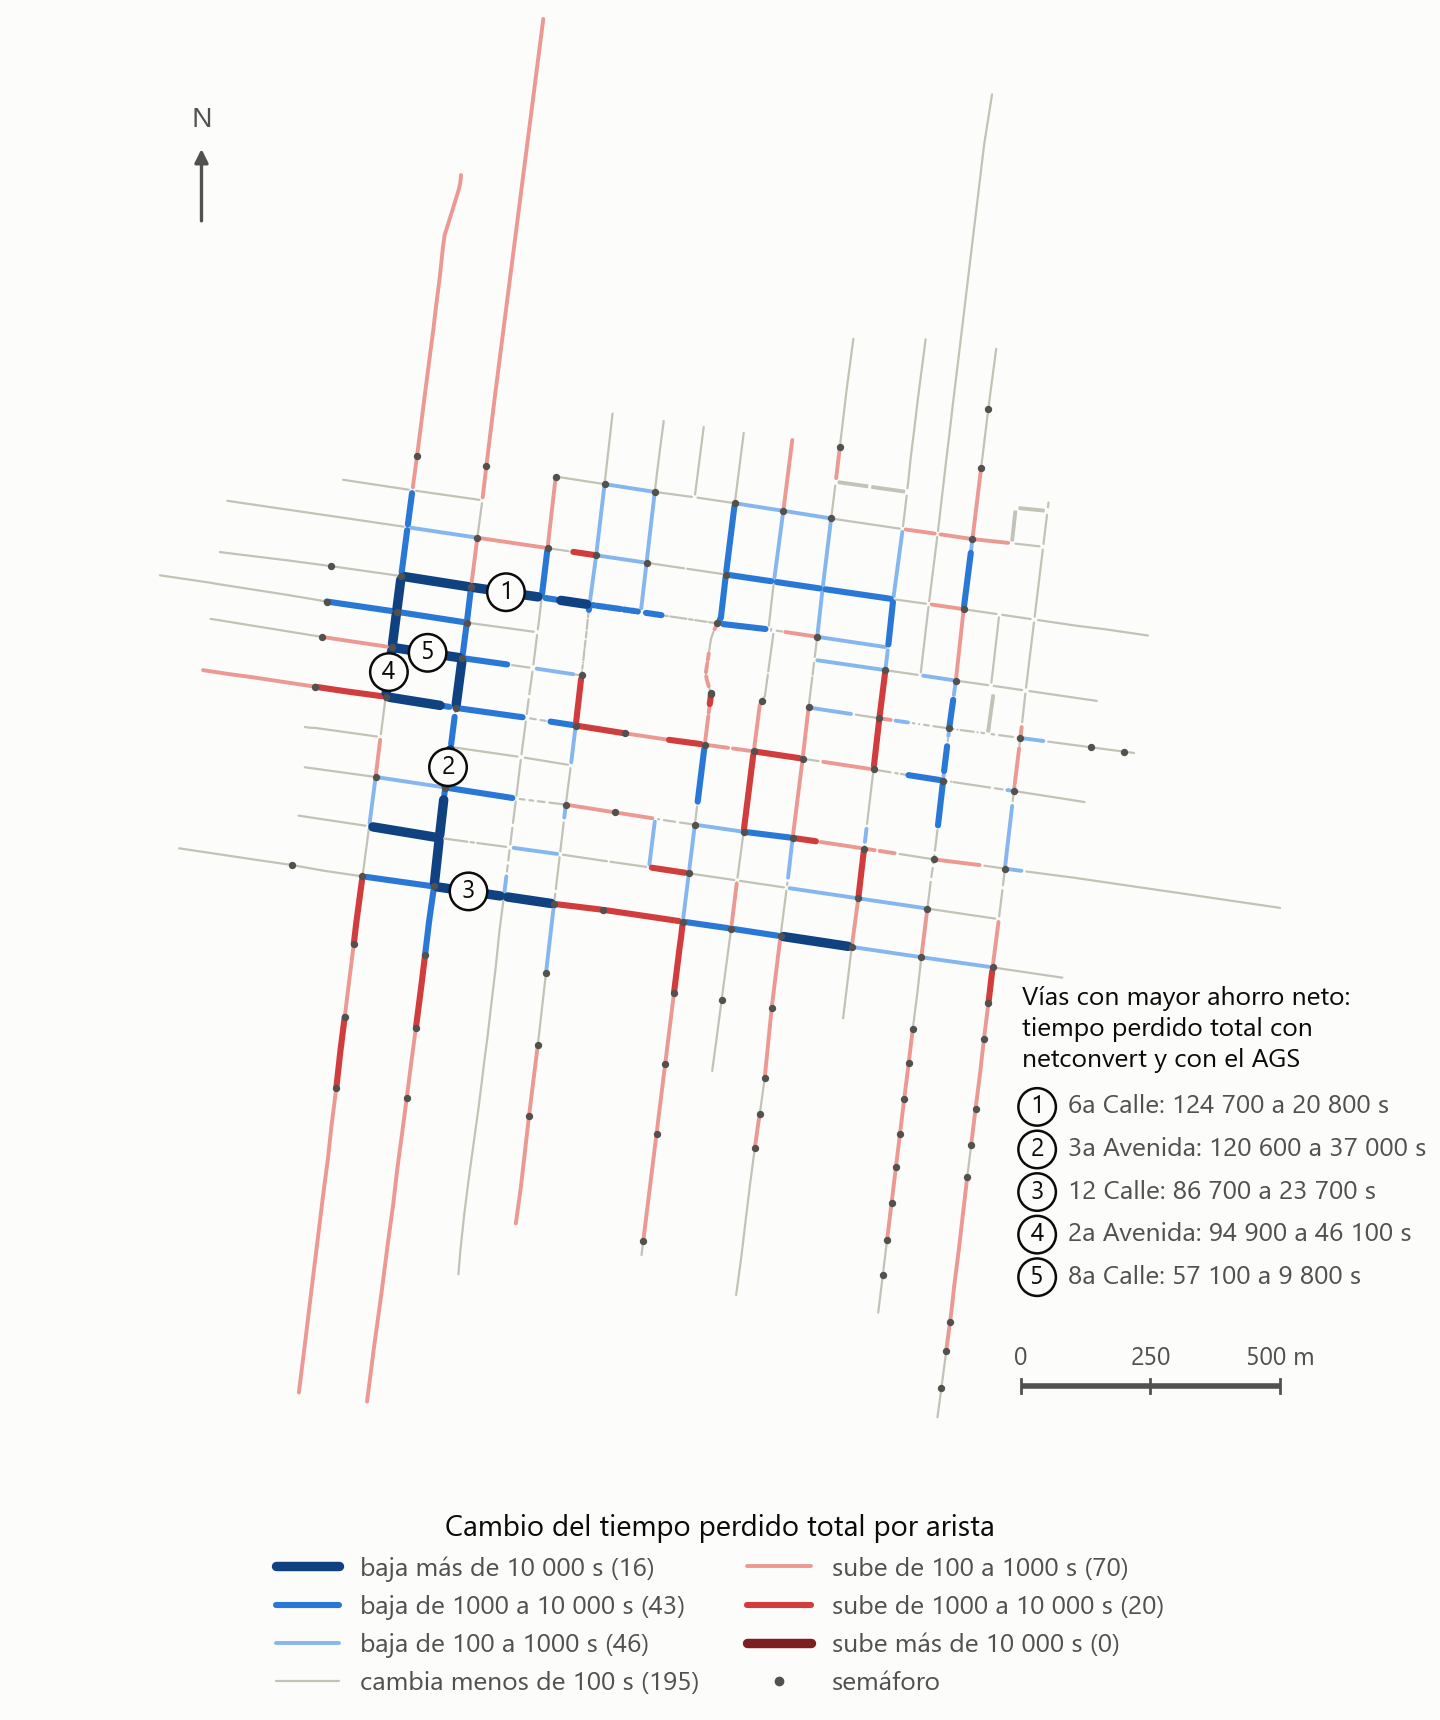 N
1
5
4
2
3
Vías con mayor ahorro neto:
tiempo perdido total con
netconvert y con el AGS
1 6a Calle: 124 700 a 20 800 s
2 3a Avenida: 120 600 a 37 000 s
3 12 Calle: 86 700 a 23 700 s
4 2a Avenida: 94 900 a 46 100 s
5 8a Calle: 57 100 a 9 800 s
0 250 500 m
Cambio del tiempo perdido total por arista
baja más de 10 000 s (16)
baja de 1000 a 10 000 s (43)
baja de 100 a 1000 s (46)
cambia menos de 100 s (195)
sube de 100 a 1000 s (70)
sube de 1000 a 10 000 s (20)
sube más de 10 000 s (0)
semáforo